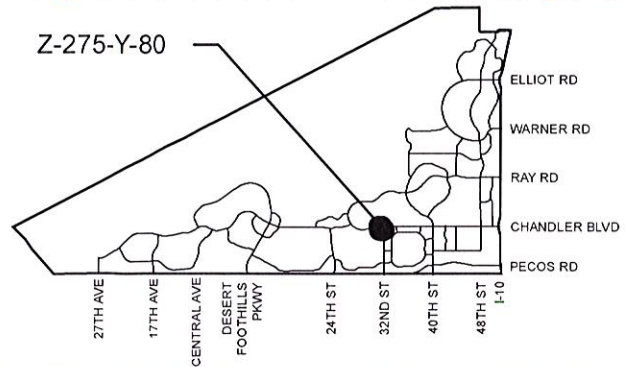 Z-275-Y-80
ELLIOT RD
WARNER RD
RAY RD
CHANDLER BLVD
PECOS RD
27TH AVE
17TH AVE
CENTRAL AVE
DESERT
FOOTHILLS
PKWY
24TH ST
32ND ST
40TH ST
48TH ST
I-10